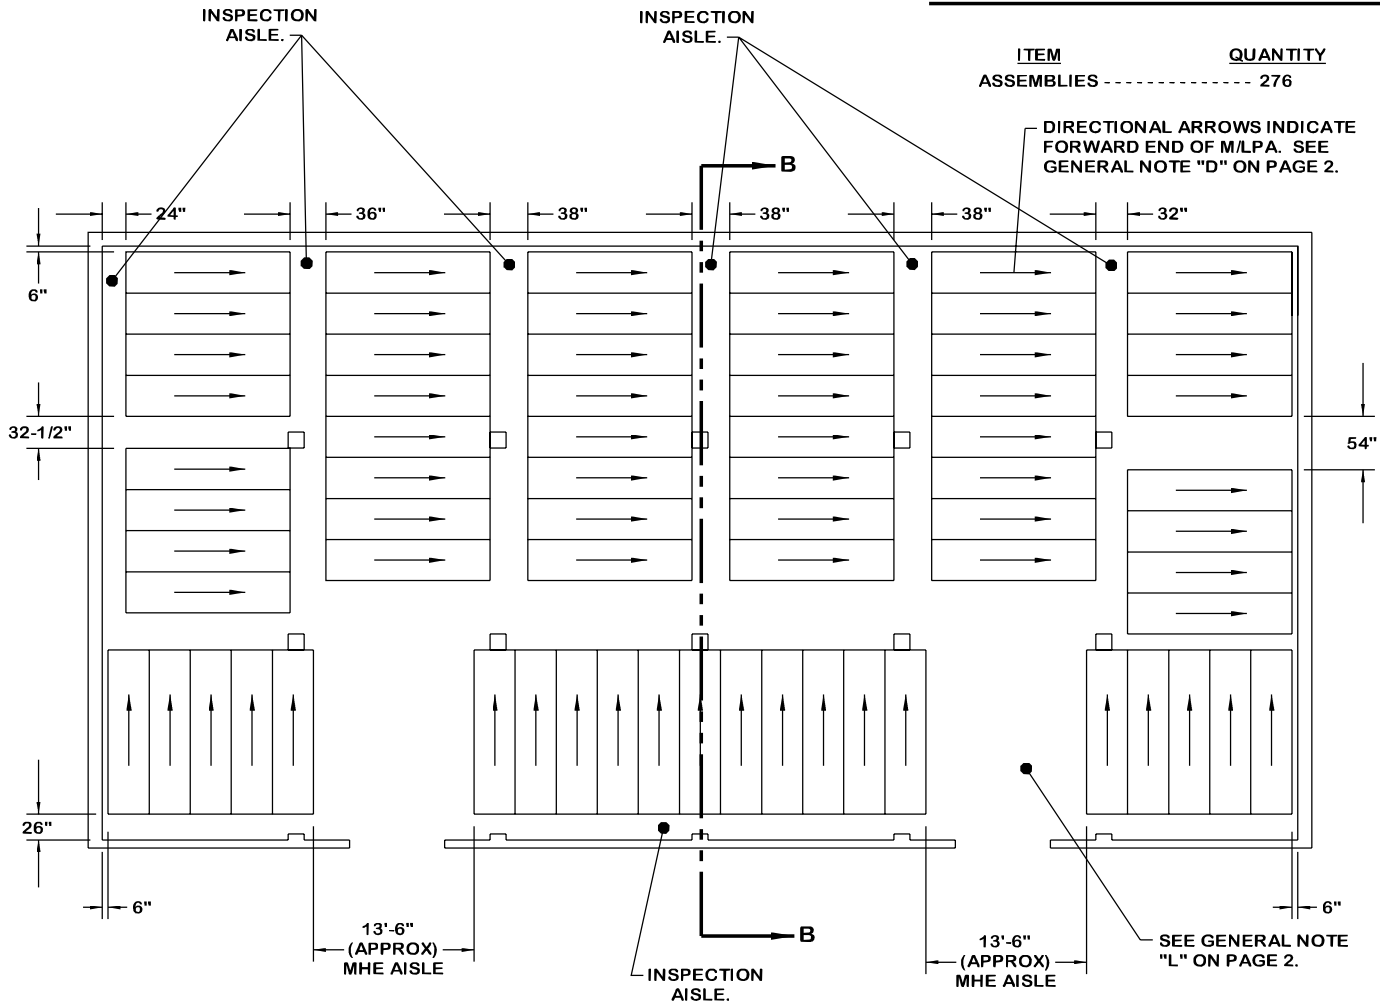 INSPECTION
AISLE.
INSPECTION
AISLE.
ITEM QUANTITY
ASSEMBLIES - - - - - - - - - - - - - 276
DIRECTIONAL ARROWS INDICATE
FORWARD END OF M/LPA. SEE
GENERAL NOTE "D" ON PAGE 2.
B
24" 36" 38" 38" 38" 32"
6"
32-1/2"
54"
26"
6" 6"
13'-6"
(APPROX)
MHE AISLE
B
13'-6"
(APPROX)
MHE AISLE
SEE GENERAL NOTE
"L" ON PAGE 2.
INSPECTION
AISLE.